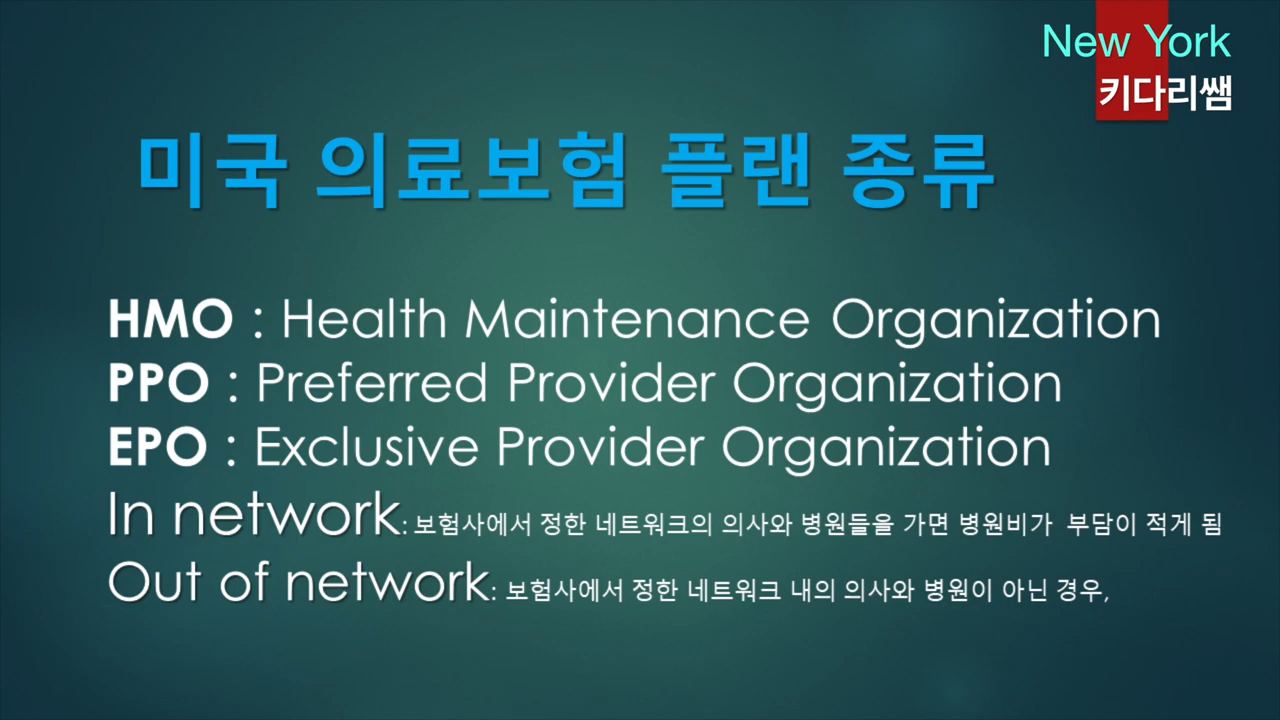 New York
키다리쌤
미국 의료보험 플랜 종류
HMO : Health Maintenance Organization
PPO : Preferred Provider Organization
EPO : Exclusive Provider Organization
In network: 보험사에서 정한 네트워크의 의사와 병원들을 가면 병원비가 부담이 적게 됨
Out of network: 보험사에서 정한 네트워크 내의 의사와 병원이 아닌 경우,